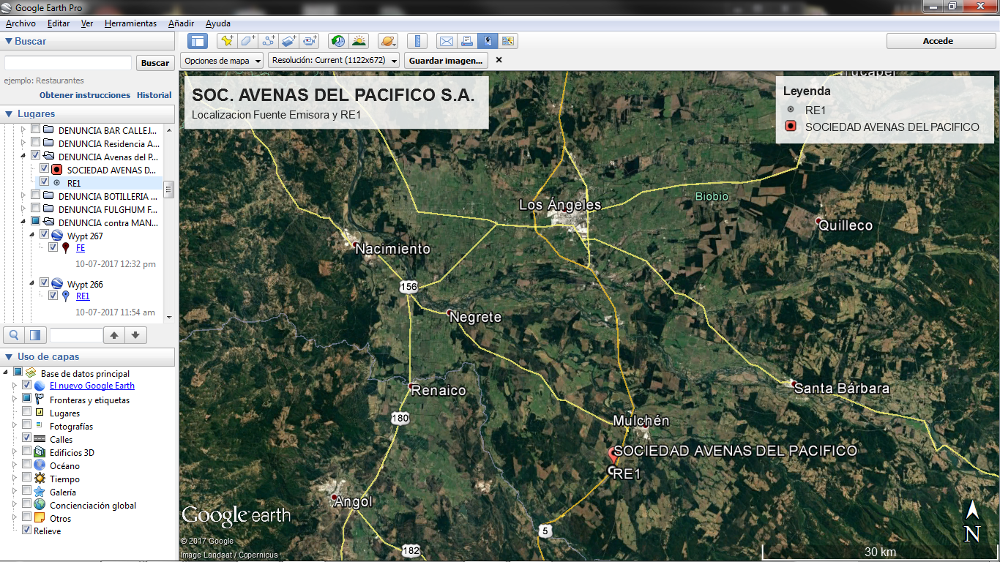 Google Earth Pro
Archivo Editar Ver Herramientas Añadir Ayuda
Buscar
Buscar
ejemplo: Restaurantes
Obtener instrucciones Historial
Lugares
DENUNCIA BAR CALLEJ...
DENUNCIA Residencia A...
DENUNCIA Avenas del P...
SOCIEDAD AVENAS D...
RE1
DENUNCIA BOTILLERIA ...
DENUNCIA FULGHUM F...
DENUNCIA contra MAN...
Wypt 267
FE
10-07-2017 12:32 pm
Wypt 266
RE1
10-07-2017 11:54 am
Uso de capas
Base de datos principal
El nuevo Google Earth
Fronteras y etiquetas
Lugares
Fotografías
Calles
Edificios 3D
Océano
Tiempo
Galería
Concienciación global
Otros
Relieve
Accede
Opciones de mapa
Resolución: Current (1122x672)
Guardar imagen...
SOC. AVENAS DEL PACIFICO S.A.
Localizacion Fuente Emisora y RE1
Leyenda
RE1
SOCIEDAD AVENAS DEL PACIFICO
Tucapel
Biobio
Los Ángeles
Quilleco
Nacimiento
156
Negrete
Renaico
Santa Bárbara
180
Mulchén
SOCIEDAD AVENAS DEL PACIFICO
RE1
Angol
5
182
Google earth
© 2017 Google
Image Landsat / Copernicus
N
30 km